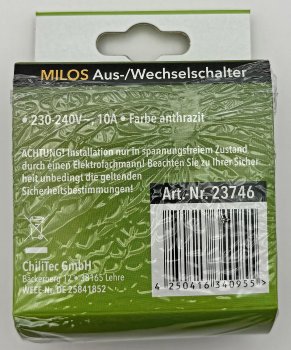 MILOS Aus-/Wechselschalter
• 230-240V~, 10A • Farbe anthrazit
ACHTUNG! Installation nur in spannungsfreiem Zustand
durch einen Elektrofachmann! Beachten Sie zu Ihrer Sicher-
heit unbedingt die geltenden
Sicherheitsbestimmungen!
Art.-Nr. 23746
ChiliTec GmbH
Bäckerberg 12 • 38165 Lehre
WEEE-Nr. DE 25841852
4 250416 340955 >